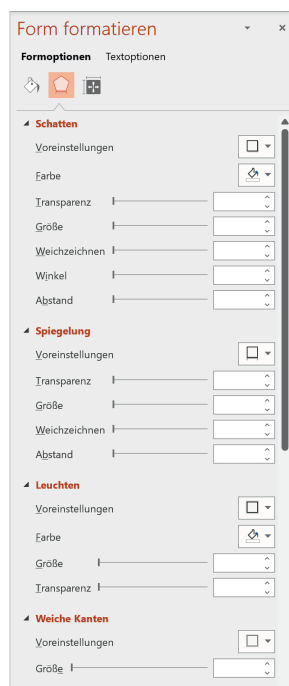 Form formatieren
Formoptionen Textoptionen
Schatten
Voreinstellungen
Farbe
Transparenz
Größe
Weichzeichnen
Winkel
Abstand
Spiegelung
Voreinstellungen
Transparenz
Größe
Weichzeichnen
Abstand
Leuchten
Voreinstellungen
Farbe
Größe
Transparenz
Weiche Kanten
Voreinstellungen
Größe